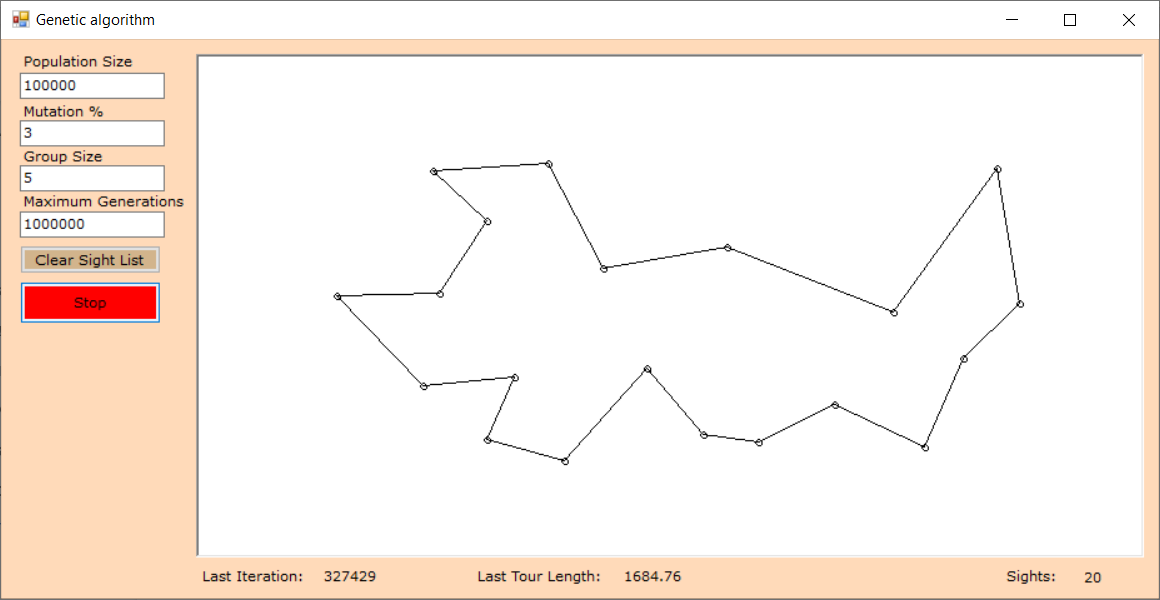 Genetic algorithm
Population Size
100000
Mutation %
3
Group Size
5
Maximum Generations
1000000
Clear Sight List
Stop
Last Iteration: 327429 Last Tour Length: 1684.76 Sights: 20